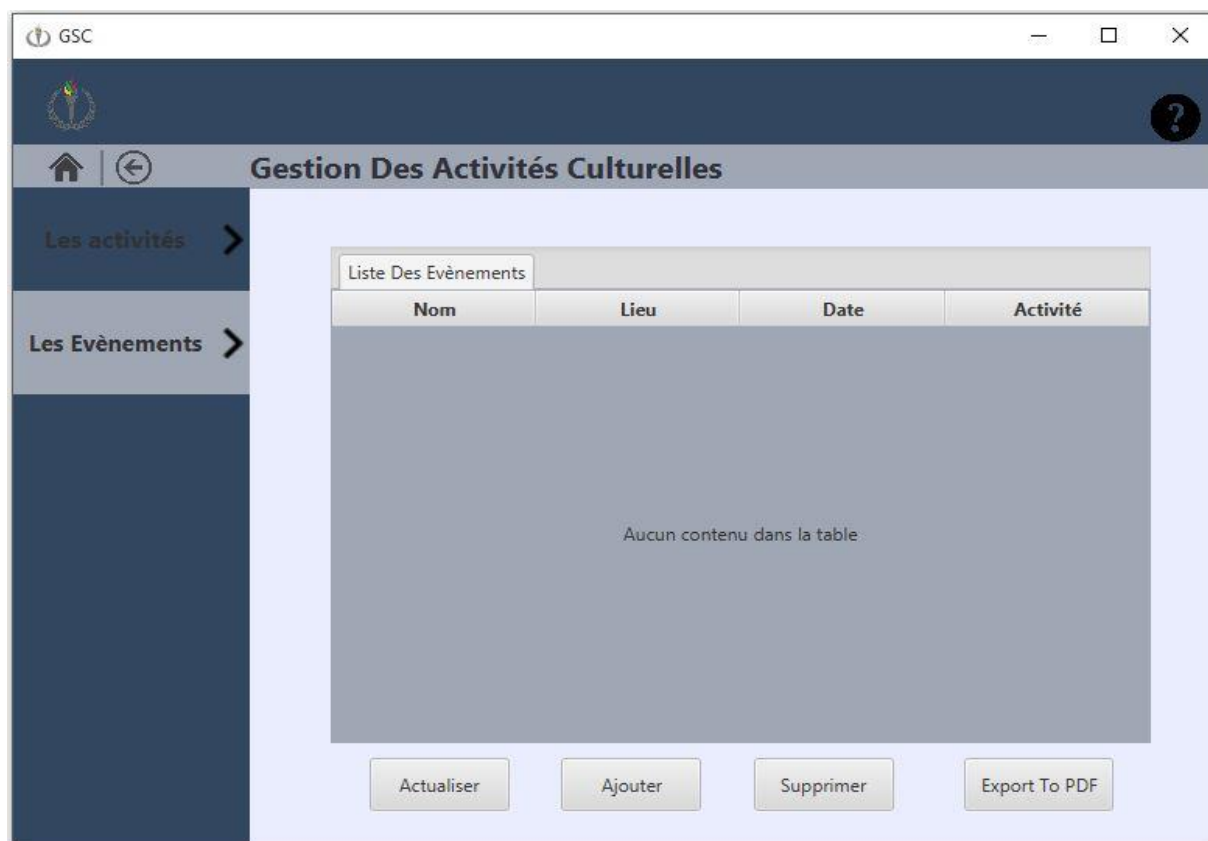 GSC
?
Gestion Des Activités Culturelles
Les activités
Les Evènements
Liste Des Evènements
Nom Lieu Date Activité
Aucun contenu dans la table
Actualiser Ajouter Supprimer Export To PDF